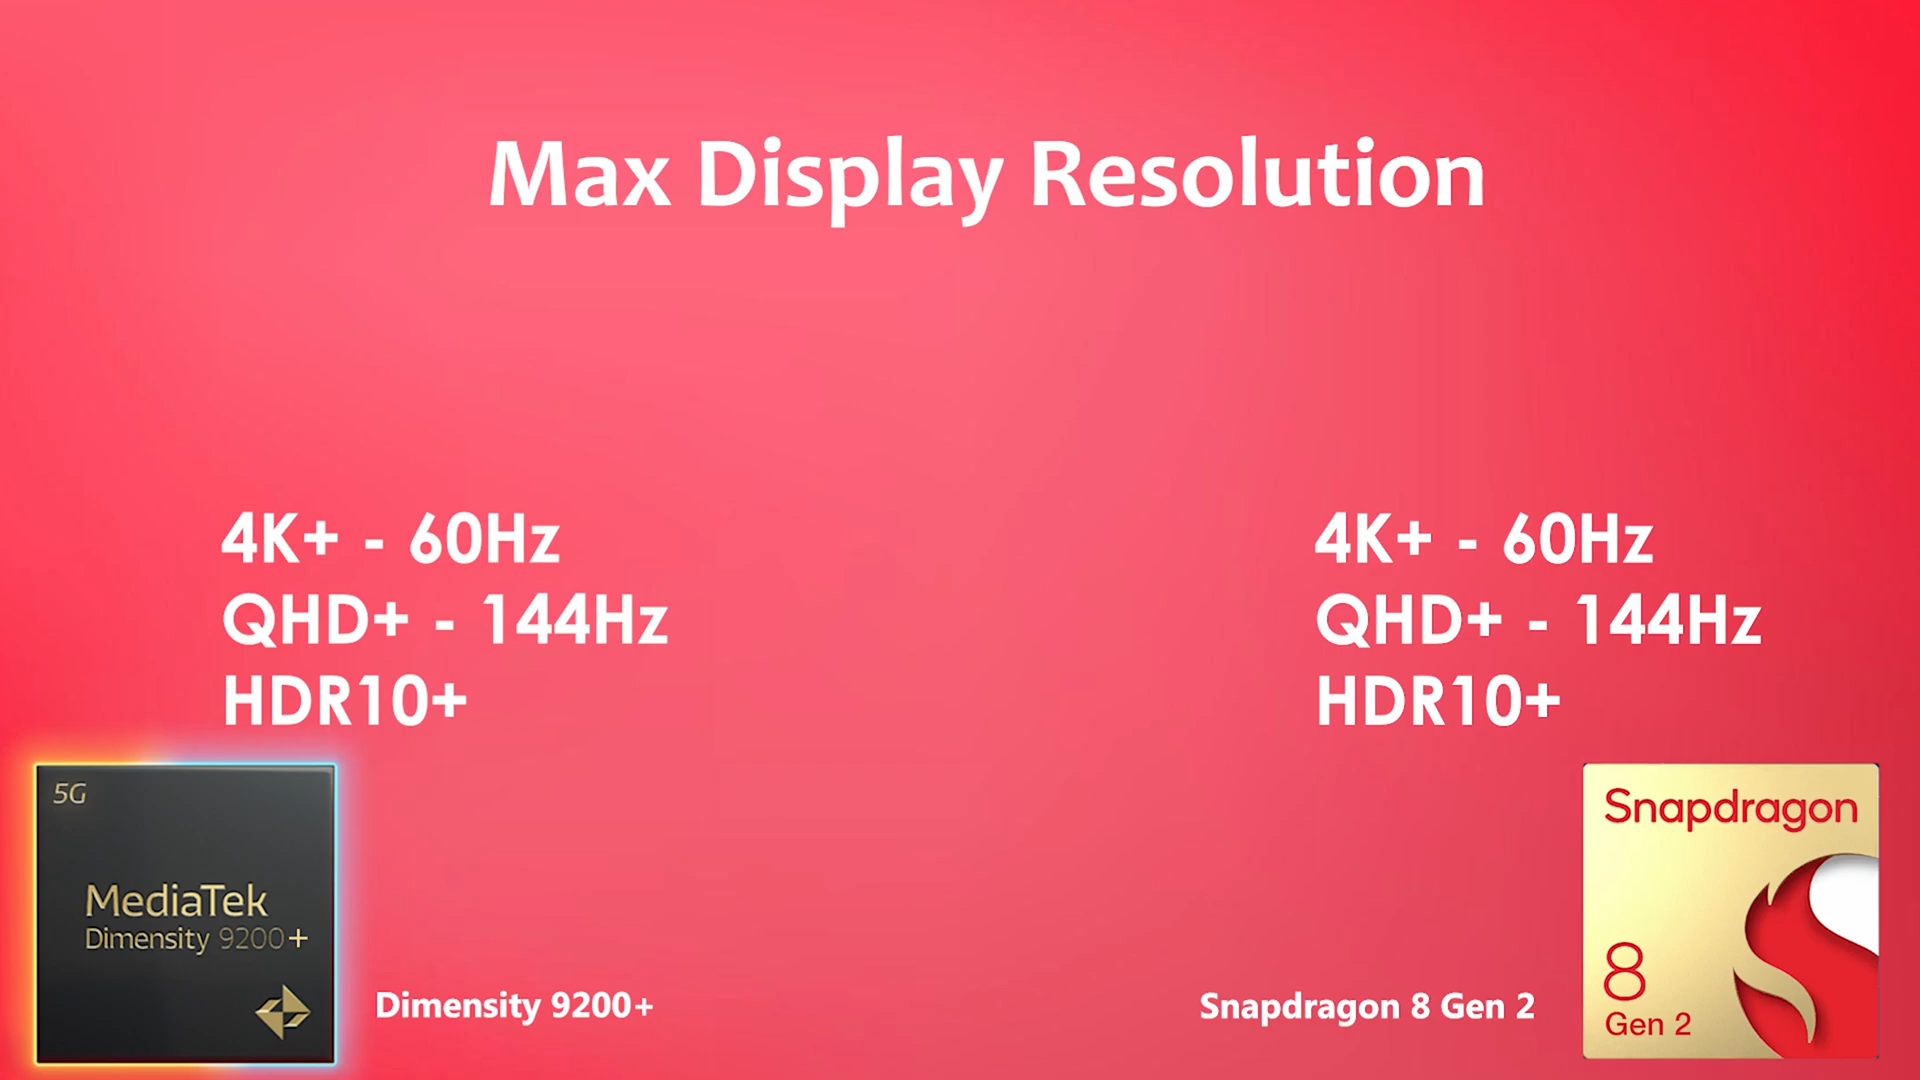 Max Display Resolution
4K+ - 60Hz
QHD+ - 144Hz
HDR10+
4K+ - 60Hz
QHD+ - 144Hz
HDR10+
5G
MediaTek
Dimensity 9200+
Dimensity 9200+
Snapdragon 8 Gen 2
Snapdragon
8
Gen 2